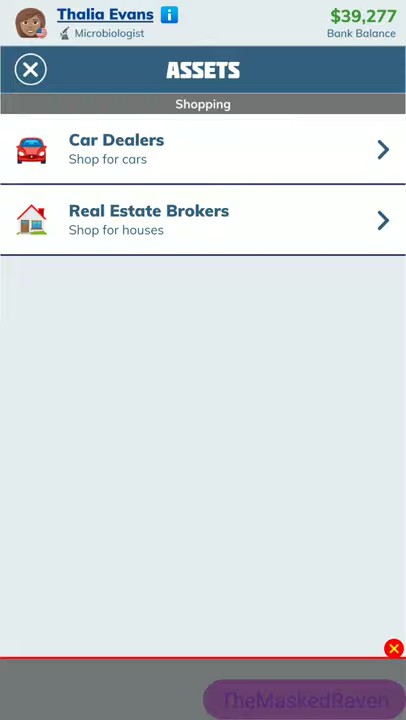 Thalia Evans
$39,277
Microbiologist
Bank Balance
ASSETS
Shopping
Car Dealers
Shop for cars
Real Estate Brokers
Shop for houses
TheMaskedRaven